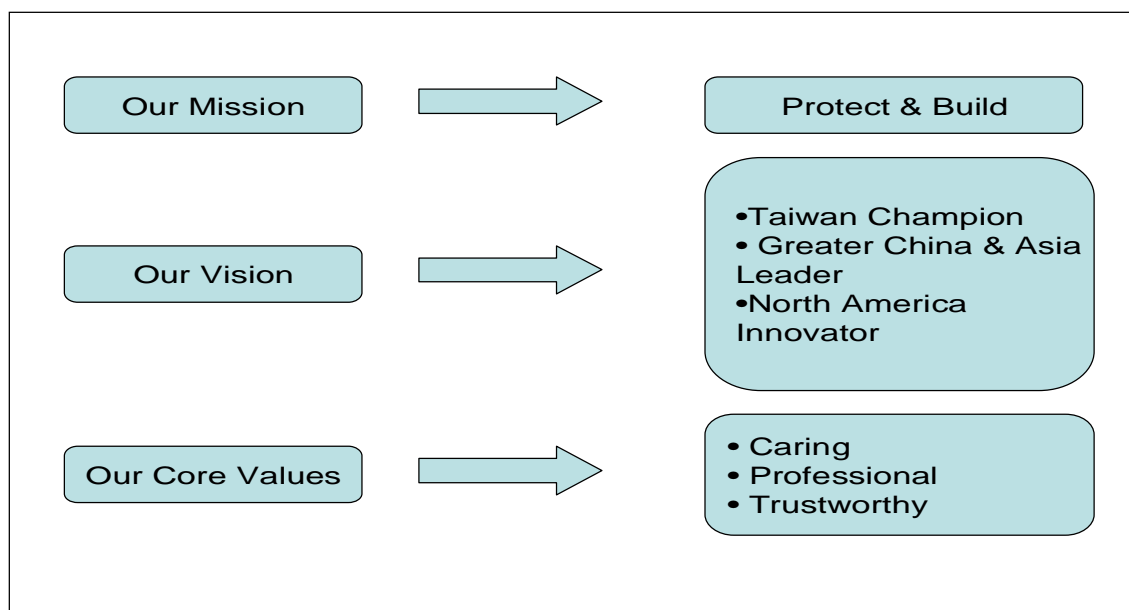 Our Mission
Protect & Build
Our Vision
•Taiwan Champion
• Greater China & Asia
Leader
•North America
Innovator
Our Core Values
• Caring
• Professional
• Trustworthy